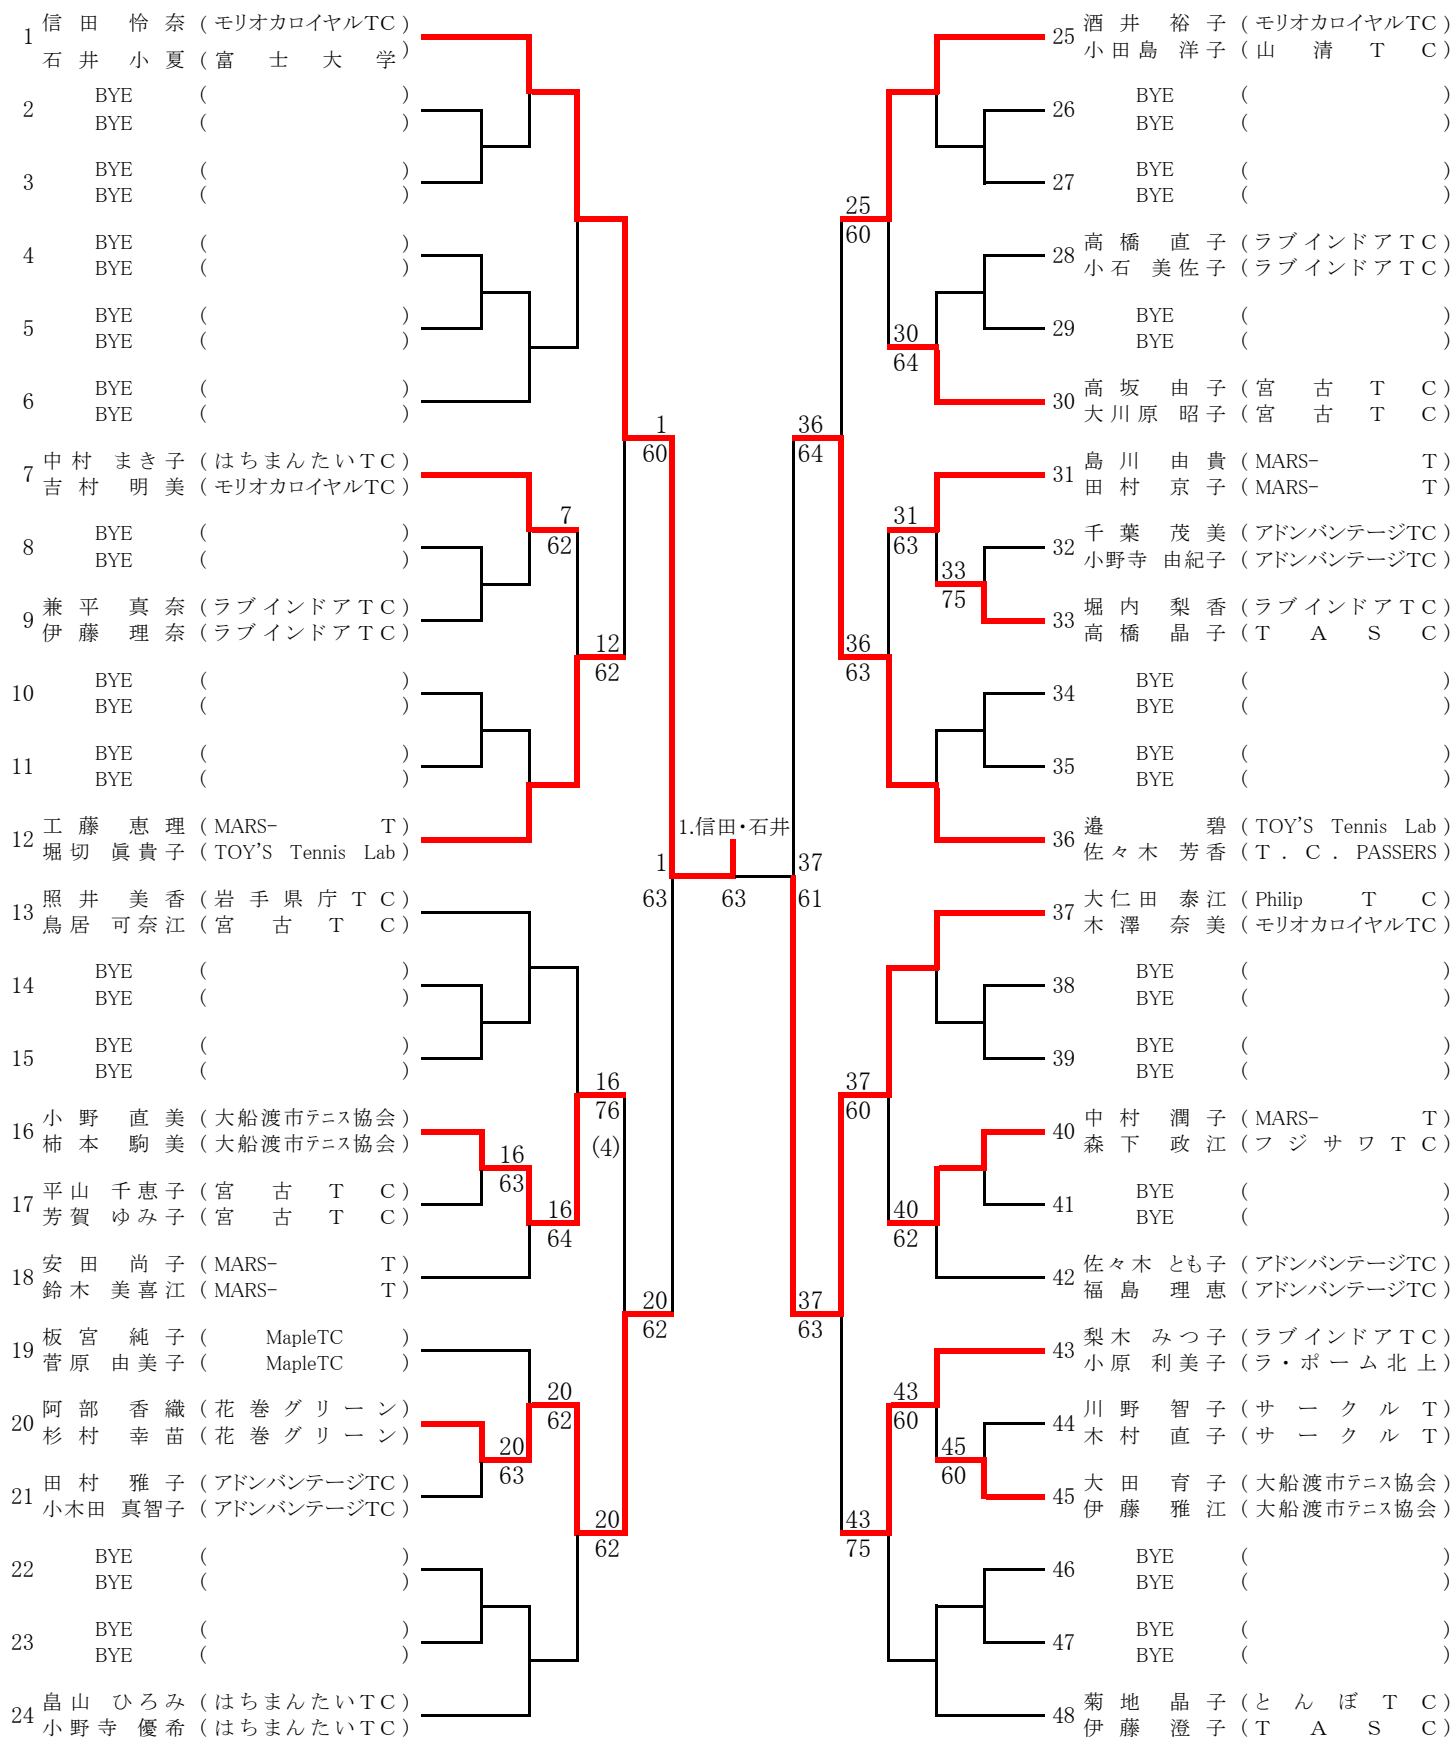 1 信田 怜奈 (モリオカロイヤルTC)
石井 小夏 (富士大学)
2 BYE ( )
BYE ( )
3 BYE ( )
BYE ( )
4 BYE ( )
BYE ( )
5 BYE ( )
BYE ( )
6 BYE ( )
BYE ( )
7 中村 まき子 (はちまんたいTC)
吉村 明美 (モリオカロイヤルTC)
8 BYE ( )
BYE ( )
9 兼平 真奈 (ラブインドアTC)
伊藤 理奈 (ラブインドアTC)
10 BYE ( )
BYE ( )
11 BYE ( )
BYE ( )
12 工藤 恵理 (MARS- T)
堀切 眞貴子 (TOY'S Tennis Lab)
13 照井 美香 (岩手県庁TC)
鳥居 可奈江 (宮古TC)
14 BYE ( )
BYE ( )
15 BYE ( )
BYE ( )
16 小野 直美 (大船渡市テニス協会)
柿本 駒美 (大船渡市テニス協会)
17 平山 千恵子 (宮古TC)
芳賀 ゆみ子 (宮古TC)
18 安田 尚子 (MARS- T)
鈴木 美喜江 (MARS- T)
19 板宮 純子 ( MapleTC )
菅原 由美子 ( MapleTC )
20 阿部 香織 (花巻グリーン)
杉村 幸苗 (花巻グリーン)
21 田村 雅子 (アドバンテージTC)
小木田 真智子 (アドバンテージTC)
22 BYE ( )
BYE ( )
23 BYE ( )
BYE ( )
24 畠山 ひろみ (はちまんたいTC)
小野寺 優希 (はちまんたいTC)
7
62
16
63
16
64
20
63
20
62
12
62
16
76
(4)
20
62
1
60
20
62
1
63
1.信田・石井
63
37
61
36
64
37
63
25
60
36
63
37
60
43
75
30
64
31
63
33
75
40
62
43
60
45
60
25 酒井 裕子 (モリオカロイヤルTC)
小田島 洋子 (山清TC)
26 BYE ( )
BYE ( )
27 BYE ( )
BYE ( )
28 高橋 直子 (ラブインドアTC)
小石 美佐子 (ラブインドアTC)
29 BYE ( )
BYE ( )
30 高坂 由子 (宮古TC)
大川原 昭子 (宮古TC)
31 島川 由貴 (MARS- T)
田村 京子 (MARS- T)
32 千葉 茂美 (アドバンテージTC)
小野寺 由紀子 (アドバンテージTC)
33 堀内 梨香 (ラブインドアTC)
高橋 晶子 (TASC)
34 BYE ( )
BYE ( )
35 BYE ( )
BYE ( )
36 邉 碧 (TOY'S Tennis Lab)
佐々木 芳香 (T.C.PASSERS)
37 大仁田 泰江 (Philip TC)
木澤 奈美 (モリオカロイヤルTC)
38 BYE ( )
BYE ( )
39 BYE ( )
BYE ( )
40 中村 潤子 (MARS- T)
森下 政江 (フジサワTC)
41 BYE ( )
BYE ( )
42 佐々木 とも子 (アドバンテージTC)
福島 理恵 (アドバンテージTC)
43 梨木 みつ子 (ラブインドアTC)
小原 利美子 (ラ・ポーム北上)
44 川野 智子 (サークルT)
木村 直子 (サークルT)
45 大田 育子 (大船渡市テニス協会)
伊藤 雅江 (大船渡市テニス協会)
46 BYE ( )
BYE ( )
47 BYE ( )
BYE ( )
48 菊地 晶子 (とんぼTC)
伊藤 澄子 (TASC)